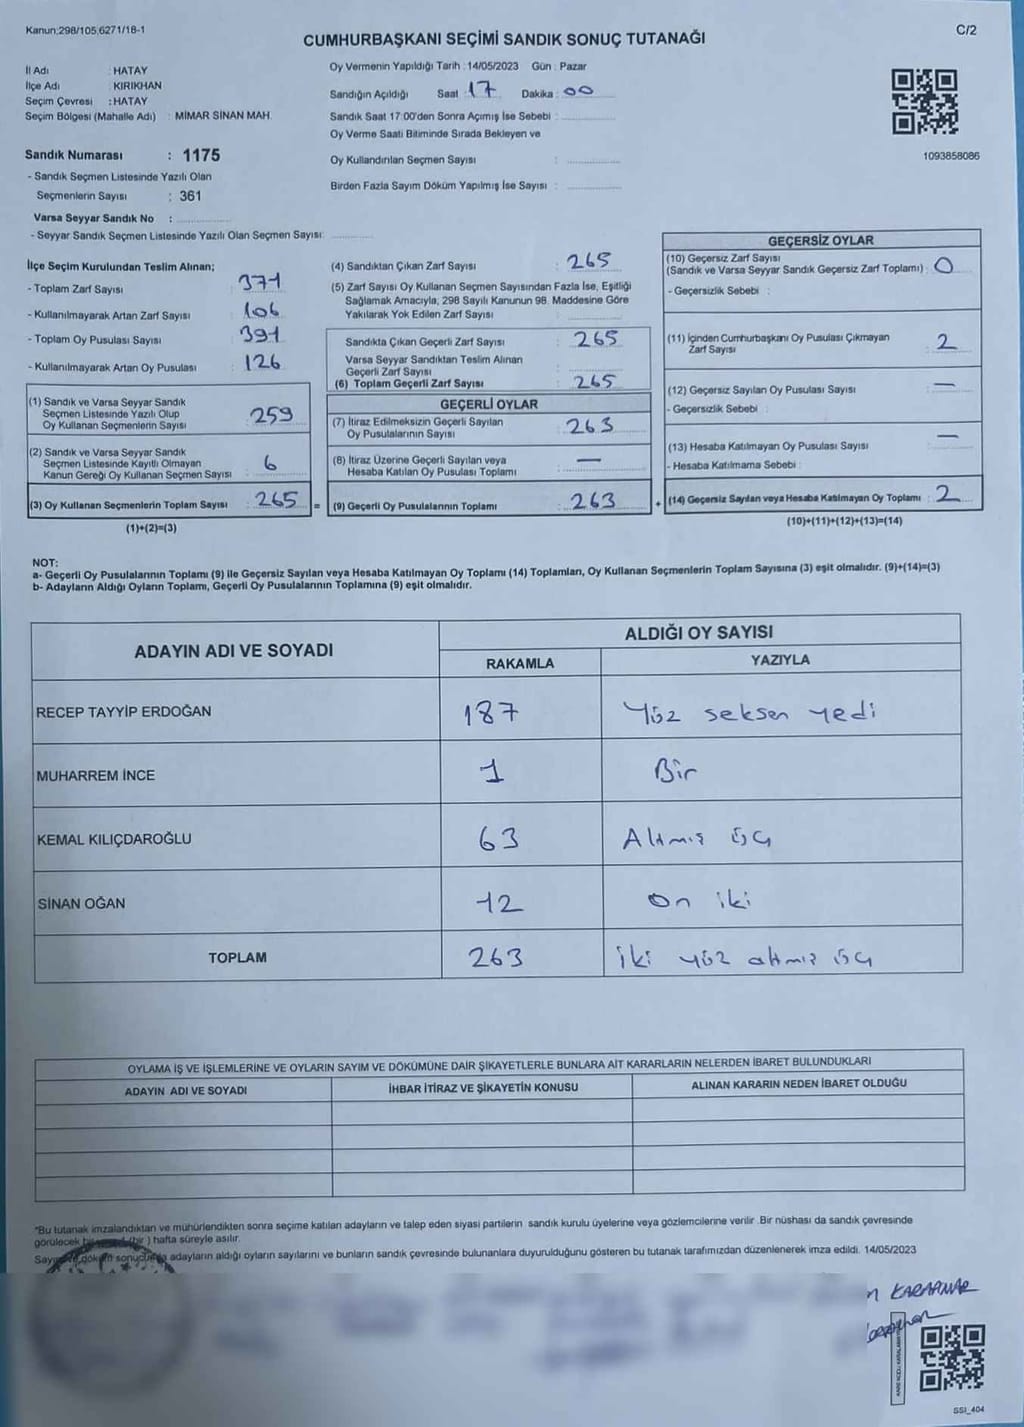 Kanun;298/105,6271/18-1
C/2
CUMHURBAŞKANI SEÇİMİ SANDIK SONUÇ TUTANAĞI
İl Adı : HATAY
İlçe Adı : KIRIKHAN
Seçim Çevresi : HATAY
Seçim Bölgesi (Mahalle Adı) : MİMAR SİNAN MAH.
Oy Vermenin Yapıldığı Tarih : 14/05/2023 Gün : Pazar
Sandığın Açıldığı Saat : 17 Dakika : 00
Sandık Saat 17:00'den Sonra Açımış İse Sebebi :
Oy Verme Saati Bitiminde Sırada Bekleyen ve
Oy Kullandırılan Seçmen Sayısı :
Birden Fazla Sayım Döküm Yapılmış İse Sayısı :
1093858086
Sandık Numarası : 1175
- Sandık Seçmen Listesinde Yazılı Olan
Seçmenlerin Sayısı : 361
Varsa Seyyar Sandık No :
- Seyyar Sandık Seçmen Listesinde Yazılı Olan Seçmen Sayısı:
İlçe Seçim Kurulundan Teslim Alınan;
- Toplam Zarf Sayısı : 371
- Kullanılmayarak Artan Zarf Sayısı : 106
- Toplam Oy Pusulası Sayısı : 391
- Kullanılmayarak Artan Oy Pusulası : 126
(1) Sandık ve Varsa Seyyar Sandık
Seçmen Listesinde Yazılı Olup
Oy Kullanan Seçmenlerin Sayısı : 259
(2) Sandık ve Varsa Seyyar Sandık
Seçmen Listesinde Kayıtlı Olmayan
Kanun Gereği Oy Kullanan Seçmen Sayısı : 6
(3) Oy Kullanan Seçmenlerin Toplam Sayısı : 265 =
(1)+(2)=(3)
(4) Sandıktan Çıkan Zarf Sayısı : 265
(5) Zarf Sayısı Oy Kullanan Seçmen Sayısından Fazla İse, Eşitliği
Sağlamak Amacıyla, 298 Sayılı Kanunun 98. Maddesine Göre
Yakılarak Yok Edilen Zarf Sayısı :
Sandıkta Çıkan Geçerli Zarf Sayısı : 265
Varsa Seyyar Sandıktan Teslim Alınan
Geçerli Zarf Sayısı :
(6) Toplam Geçerli Zarf Sayısı : 265
GEÇERLİ OYLAR
(7) İtiraz Edilmeksizin Geçerli Sayılan
Oy Pusulalarının Sayısı : 263
(8) İtiraz Üzerine Geçerli Sayılan veya
Hesaba Katılan Oy Pusulası Toplamı : —
(9) Geçerli Oy Pusulalarının Toplamı : 263 +
GEÇERSİZ OYLAR
(10) Geçersiz Zarf Sayısı
(Sandık ve Varsa Seyyar Sandık Geçersiz Zarf Toplamı) : 0
- Geçersizlik Sebebi :
(11) İçinden Cumhurbaşkanı Oy Pusulası Çıkmayan
Zarf Sayısı : 2
(12) Geçersiz Sayılan Oy Pusulası Sayısı : —
- Geçersizlik Sebebi :
(13) Hesaba Katılmayan Oy Pusulası Sayısı : —
- Hesaba Katılmama Sebebi :
(14) Geçersiz Sayılan veya Hesaba Katılmayan Oy Toplamı : 2
(10)+(11)+(12)+(13)=(14)
NOT:
a- Geçerli Oy Pusulalarının Toplamı (9) ile Geçersiz Sayılan veya Hesaba Katılmayan Oy Toplamı (14) Toplamları, Oy Kullanan Seçmenlerin Toplam Sayısına (3) eşit olmalıdır. (9)+(14)=(3)
b- Adayların Aldığı Oyların Toplamı, Geçerli Oy Pusulalarının Toplamına (9) eşit olmalıdır.
ADAYIN ADI VE SOYADI
ALDIĞI OY SAYISI
RAKAMLA YAZIYLA
RECEP TAYYİP ERDOĞAN 187 Yüz seksen yedi
MUHARREM İNCE 1 Bir
KEMAL KILIÇDAROĞLU 63 Altmış üç
SİNAN OĞAN 12 On iki
TOPLAM 263 iki yüz altmış üç
OYLAMA İŞ VE İŞLEMLERİNE VE OYLARIN SAYIM VE DÖKÜMÜNE DAİR ŞİKAYETLERLE BUNLARA AİT KARARLARIN NELERDEN İBARET BULUNDUKLARI
ADAYIN ADI VE SOYADI İHBAR İTİRAZ VE ŞİKAYETİN KONUSU ALINAN KARARIN NEDEN İBARET OLDUĞU
*Bu tutanak imzalandıktan ve mühürlendikten sonra seçime katılan adayların ve talep eden siyasi partilerin sandık kurulu üyelerine veya gözlemcilerine verilir. Bir nüshası da sandık çevresinde
görülecek bir (bir) hafta süreyle asılır.
adayların aldığı oyların sayılarını ve bunların sandık çevresinde bulunanlara duyurulduğunu gösteren bu tutanak tarafımızdan düzenlenerek imza edildi. 14/05/2023
KARAPINAR
SSI_404